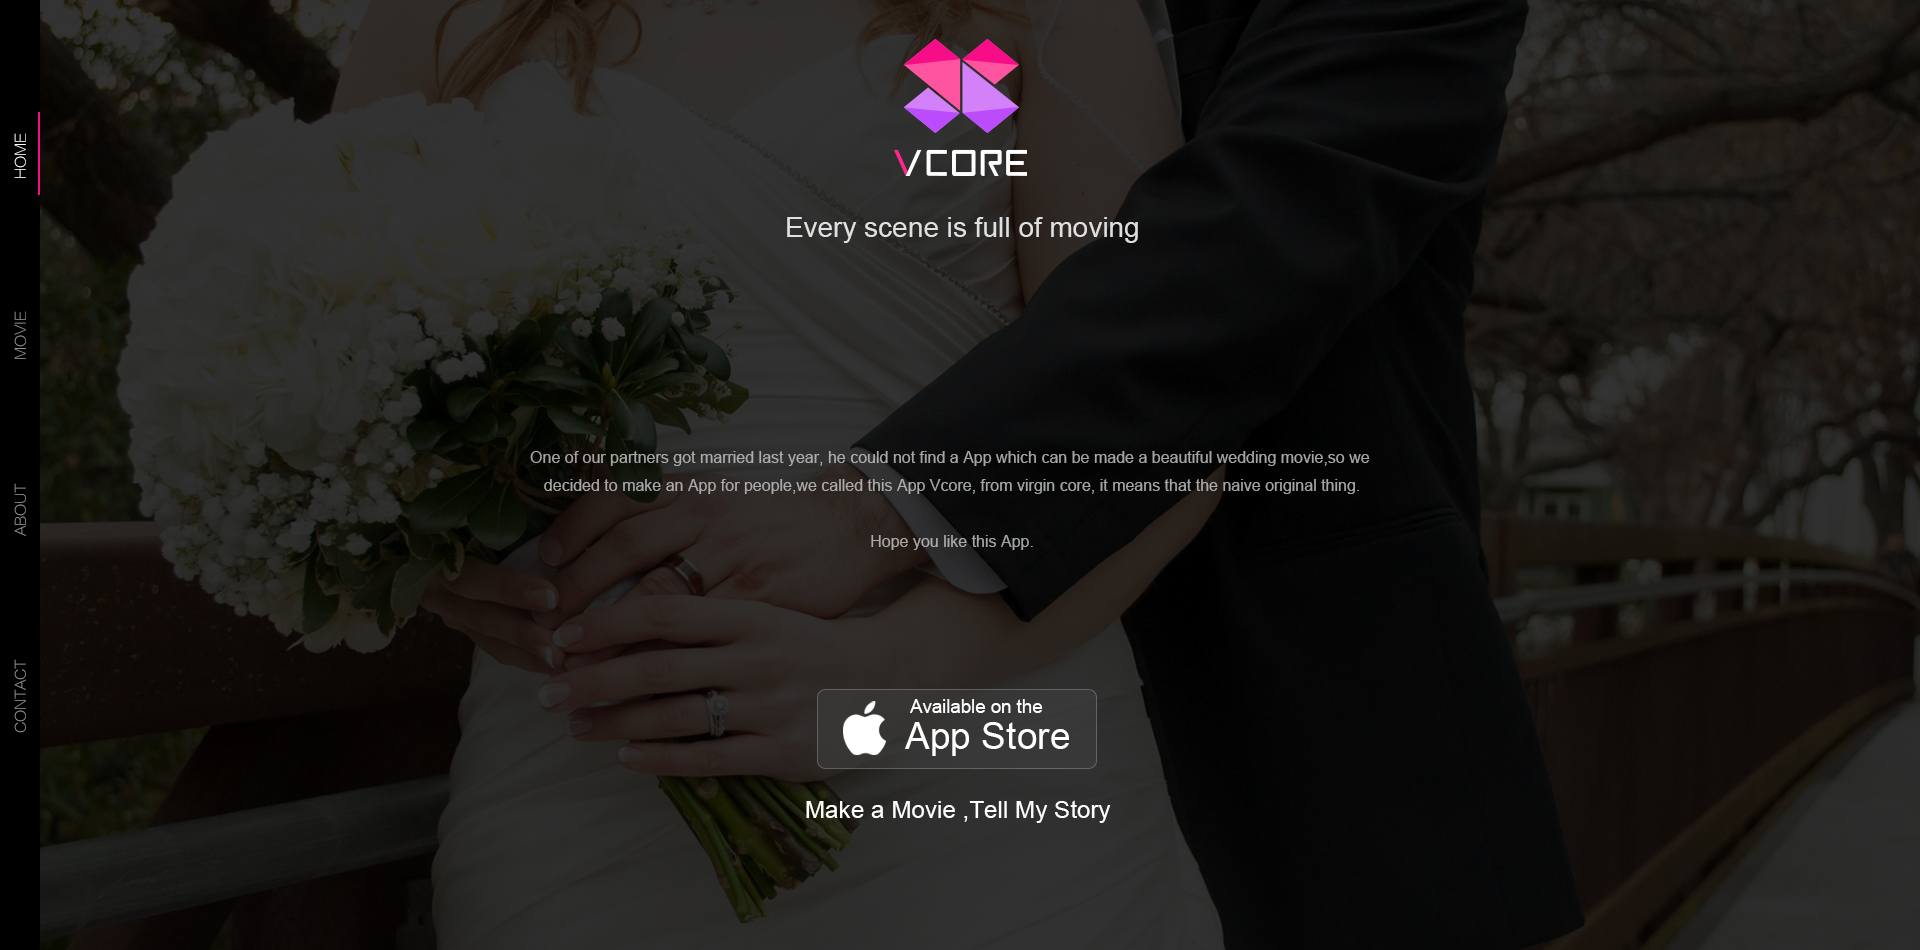 HOME
MOVIE
ABOUT
CONTACT
VCORE
Every scene is full of moving
One of our partners got married last year, he could not find a App which can be made a beautiful wedding movie,so we
decided to make an App for people,we called this App Vcore, from virgin core, it means that the naive original thing.
Hope you like this App.
Available on the
App Store
Make a Movie ,Tell My Story